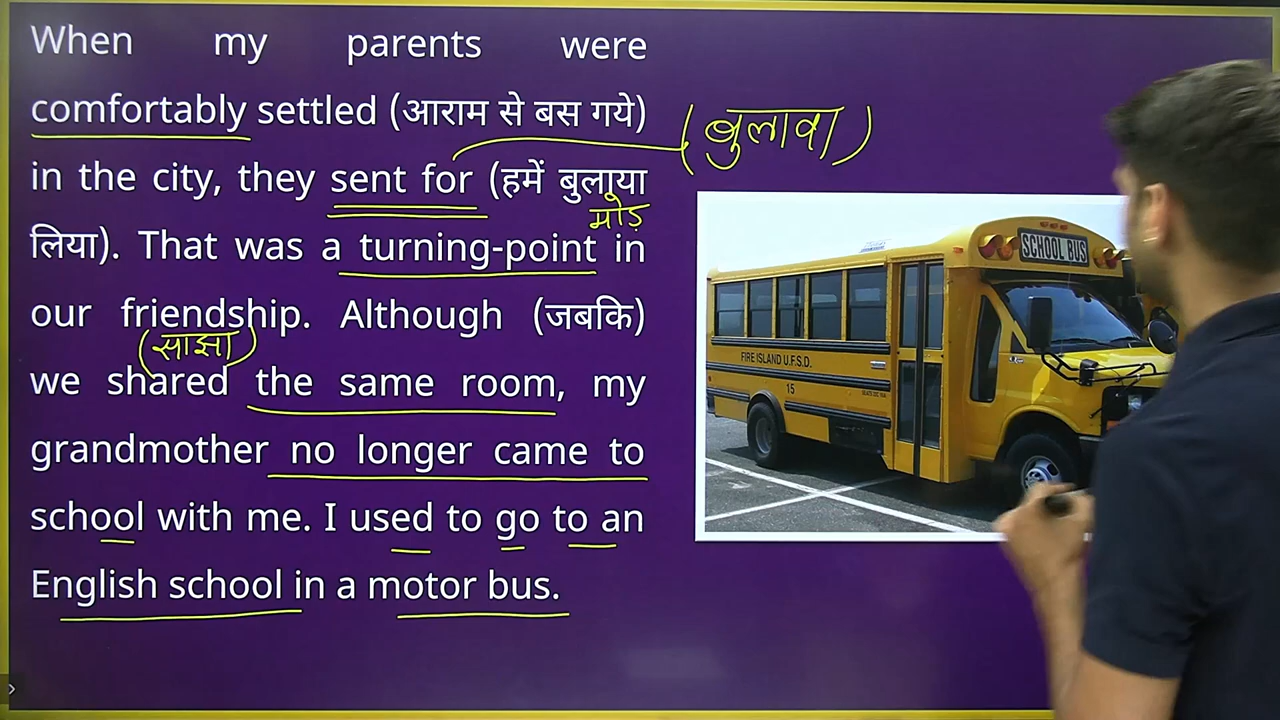 When my parents were
comfortably settled (आराम से बस गये)
(बुलावा)
in the city, they sent for (हमें बुलाया
मोड़
लिया). That was a turning-point in
our friendship. Although (जबकि)
(साझा)
we shared the same room, my
grandmother no longer came to
school with me. I used to go to an
English school in a motor bus.
SCHOOL BUS
FIRE ISLAND U.F.S.D.
15